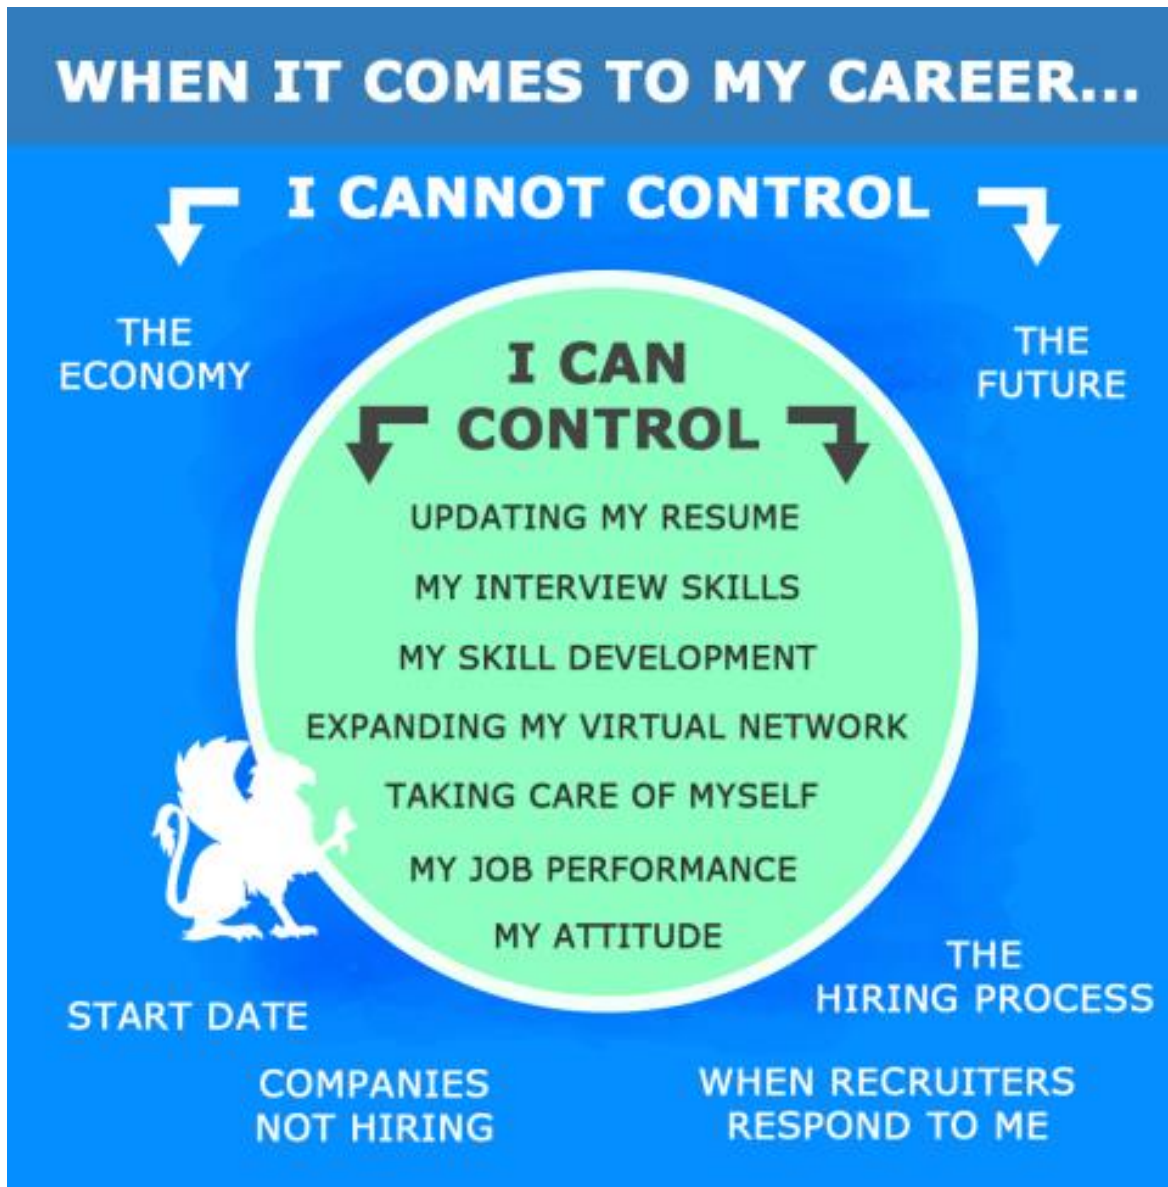 WHEN IT COMES TO MY CAREER...
I CANNOT CONTROL
THE
ECONOMY
THE
FUTURE
I CAN
CONTROL
UPDATING MY RESUME
MY INTERVIEW SKILLS
MY SKILL DEVELOPMENT
EXPANDING MY VIRTUAL NETWORK
TAKING CARE OF MYSELF
MY JOB PERFORMANCE
MY ATTITUDE
START DATE
THE
HIRING PROCESS
COMPANIES
NOT HIRING
WHEN RECRUITERS
RESPOND TO ME